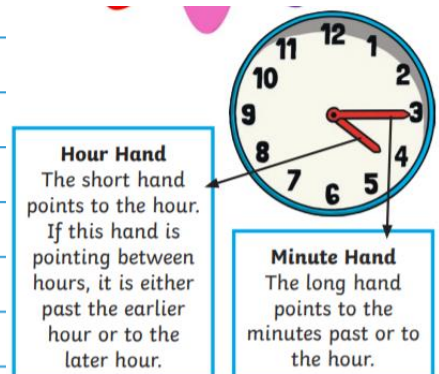 12
11
1
10
2
9
3
8
4
7
5
6
Hour Hand
The short hand
points to the hour.
If this hand is
pointing between
hours, it is either
past the earlier
hour or to the
later hour.
Minute Hand
The long hand
points to the
minutes past or to
the hour.